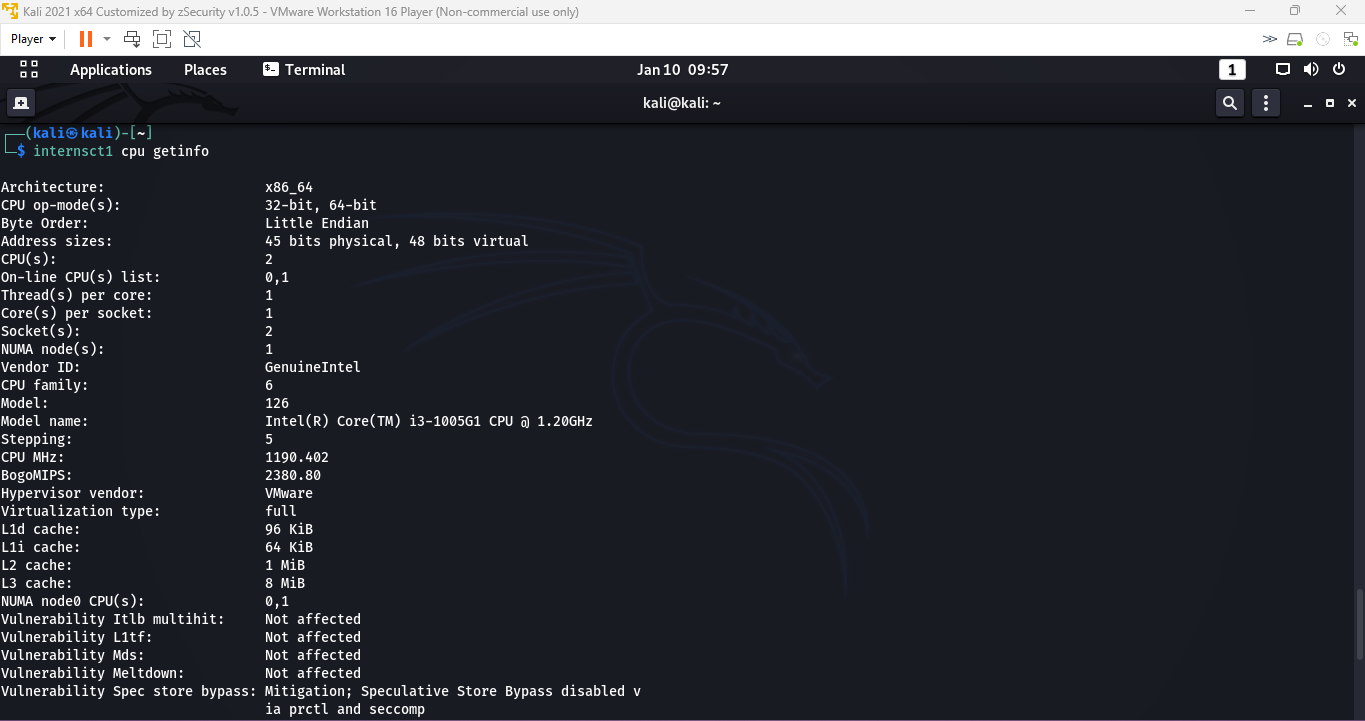 Kali 2021 x64 Customized by zSecurity v1.0.5 - VMware Workstation 16 Player (Non-commercial use only)
Player
Applications Places Terminal Jan 10 09:57 1
kali@kali: ~
(kali㉿kali)-[~]
$ internsct1 cpu getinfo
Architecture: x86_64
CPU op-mode(s): 32-bit, 64-bit
Byte Order: Little Endian
Address sizes: 45 bits physical, 48 bits virtual
CPU(s): 2
On-line CPU(s) list: 0,1
Thread(s) per core: 1
Core(s) per socket: 1
Socket(s): 2
NUMA node(s): 1
Vendor ID: GenuineIntel
CPU family: 6
Model: 126
Model name: Intel(R) Core(TM) i3-1005G1 CPU @ 1.20GHz
Stepping: 5
CPU MHz: 1190.402
BogoMIPS: 2380.80
Hypervisor vendor: VMware
Virtualization type: full
L1d cache: 96 KiB
L1i cache: 64 KiB
L2 cache: 1 MiB
L3 cache: 8 MiB
NUMA node0 CPU(s): 0,1
Vulnerability Itlb multihit: Not affected
Vulnerability L1tf: Not affected
Vulnerability Mds: Not affected
Vulnerability Meltdown: Not affected
Vulnerability Spec store bypass: Mitigation; Speculative Store Bypass disabled v
ia prctl and seccomp